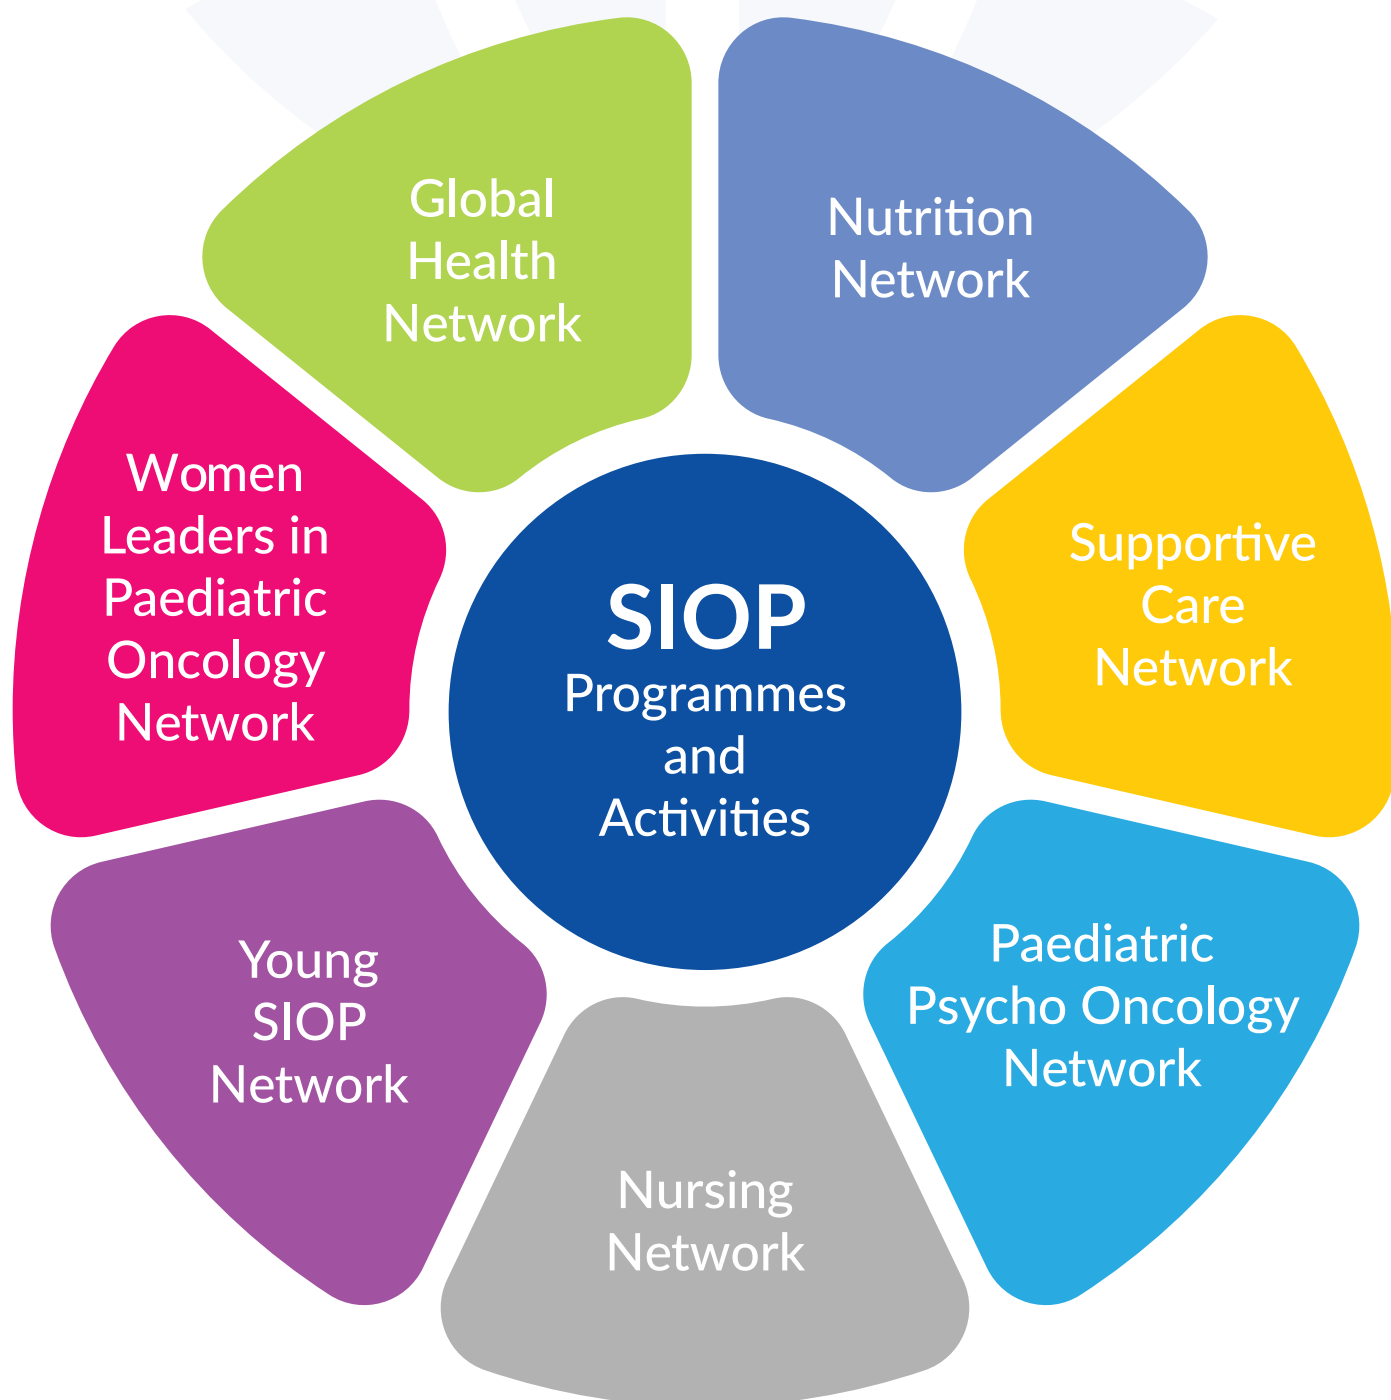 Global
Health
Network
Nutrition
Network
Women
Leaders in
Paediatric
Oncology
Network
SIOP
Programmes
and
Activities
Supportive
Care
Network
Young
SIOP
Network
Paediatric
Psycho Oncology
Network
Nursing
Network